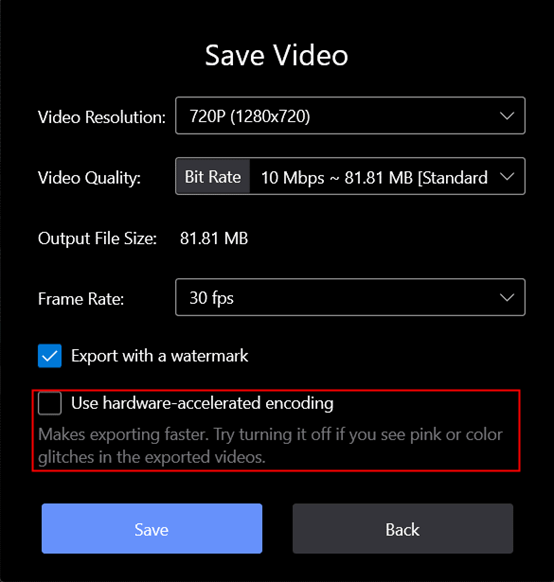 Save Video
Video Resolution: 720P (1280x720)
Video Quality: Bit Rate 10 Mbps ~ 81.81 MB [Standard
Output File Size: 81.81 MB
Frame Rate: 30 fps
Export with a watermark
Use hardware-accelerated encoding
Makes exporting faster. Try turning it off if you see pink or color
glitches in the exported videos.
Save Back